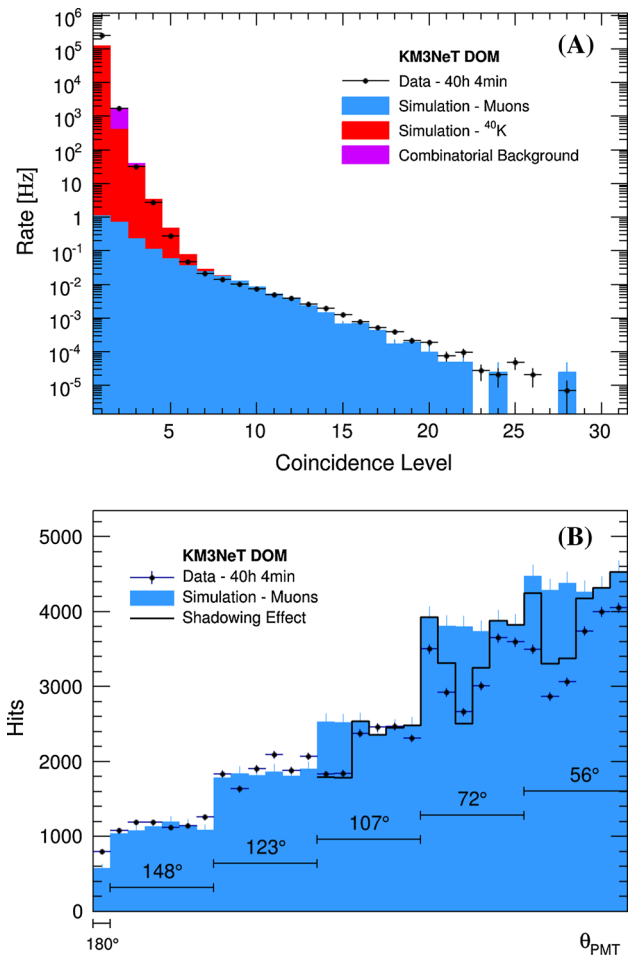 (A)
KM3NeT DOM
Data - 40h 4min
Simulation - Muons
Simulation - ⁴⁰K
Combinatorial Background
Rate [Hz]
10⁶
10⁵
10⁴
10³
10²
10
1
10⁻¹
10⁻²
10⁻³
10⁻⁴
10⁻⁵
5 10 15 20 25 30
Coincidence Level
(B)
KM3NeT DOM
Data - 40h 4min
Simulation - Muons
Shadowing Effect
Hits
5000
4000
3000
2000
1000
0
56°
72°
107°
123°
148°
180°
θPMT